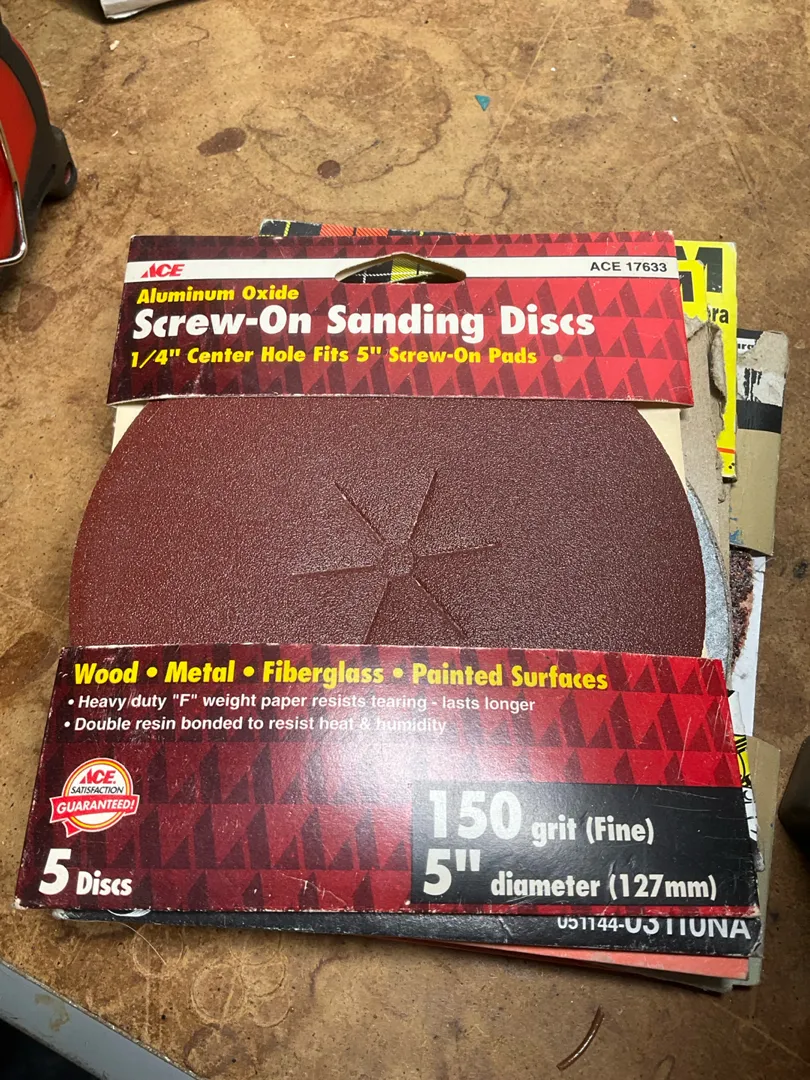 ACE
ACE 17633
Aluminum Oxide
Screw-On Sanding Discs
1/4" Center Hole Fits 5" Screw-On Pads
Wood • Metal • Fiberglass • Painted Surfaces
• Heavy duty "F" weight paper resists tearing - lasts longer
• Double resin bonded to resist heat & humidity
ACE.
SATISFACTION
GUARANTEED!
150 grit (Fine)
5 Discs
5" diameter (127mm)
051144-03110NA